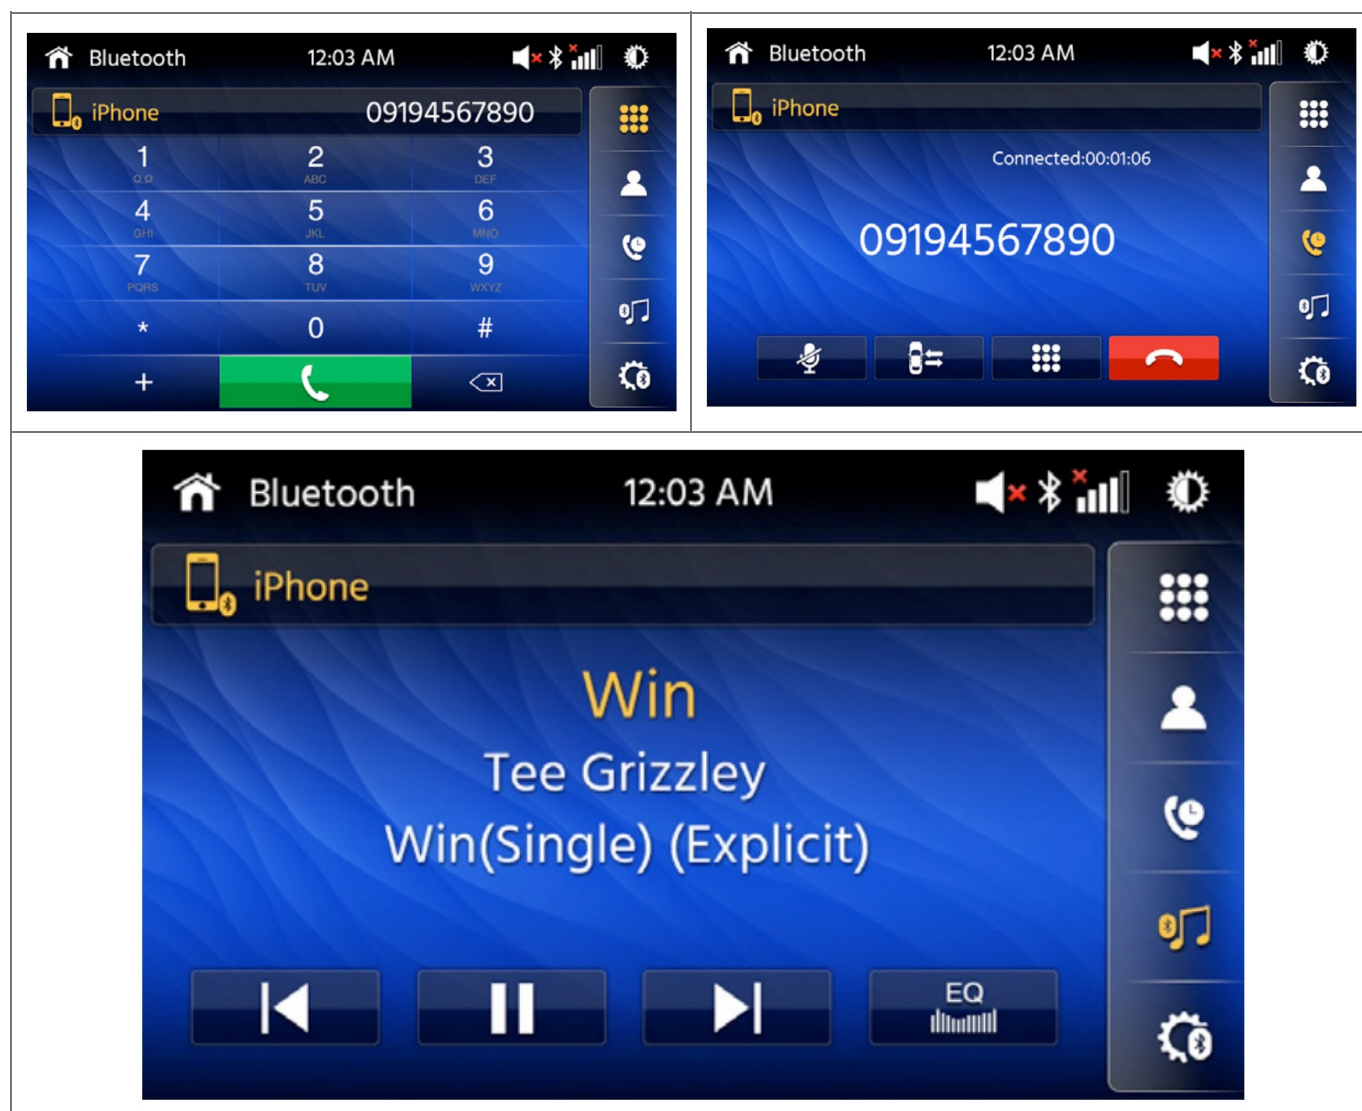 Bluetooth 12:03 AM
iPhone 09194567890
1 2 3
Q.Q ABC DEF
4 5 6
GHI JKL MNO
7 8 9
PQRS TUV WXYZ
* 0 #
+
Bluetooth 12:03 AM
iPhone
Connected:00:01:06
09194567890
Bluetooth 12:03 AM
iPhone
Win
Tee Grizzley
Win(Single) (Explicit)
EQ